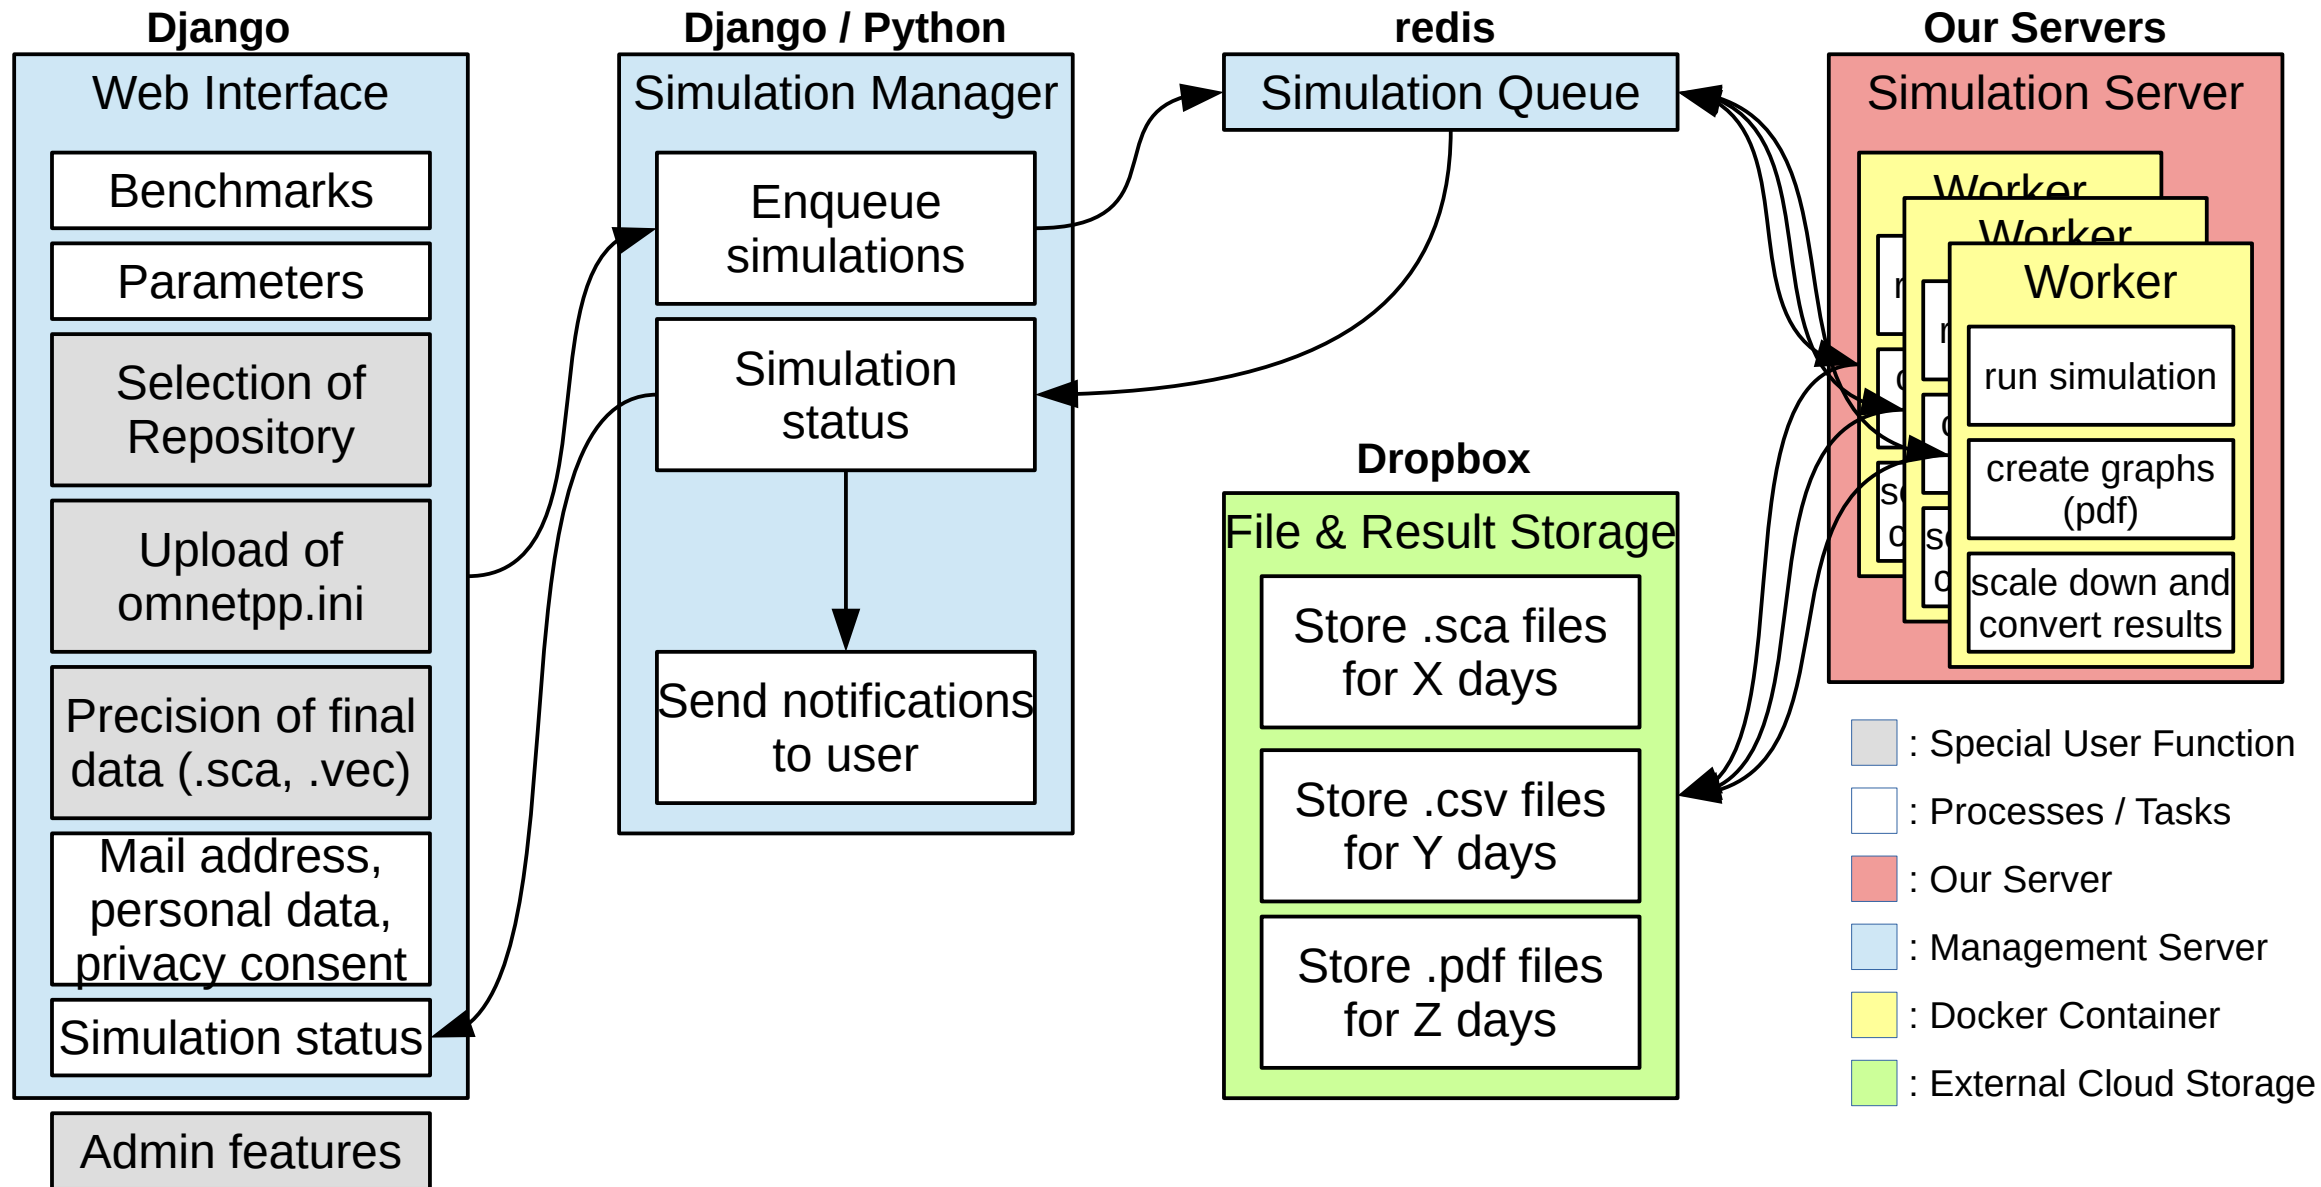 Django
Web Interface
Benchmarks
Parameters
Selection of
Repository
Upload of
omnetpp.ini
Precision of final
data (.sca, .vec)
Mail address,
personal data,
privacy consent
Simulation status
Admin features
Django / Python
Simulation Manager
Enqueue
simulations
Simulation
status
Send notifications
to user
redis
Simulation Queue
Dropbox
File & Result Storage
Store .sca files
for X days
Store .csv files
for Y days
Store .pdf files
for Z days
Our Servers
Simulation Server
Worker
Worker
Worker
run simulation
create graphs
(pdf)
scale down and
convert results
: Special User Function
: Processes / Tasks
: Our Server
: Management Server
: Docker Container
: External Cloud Storage